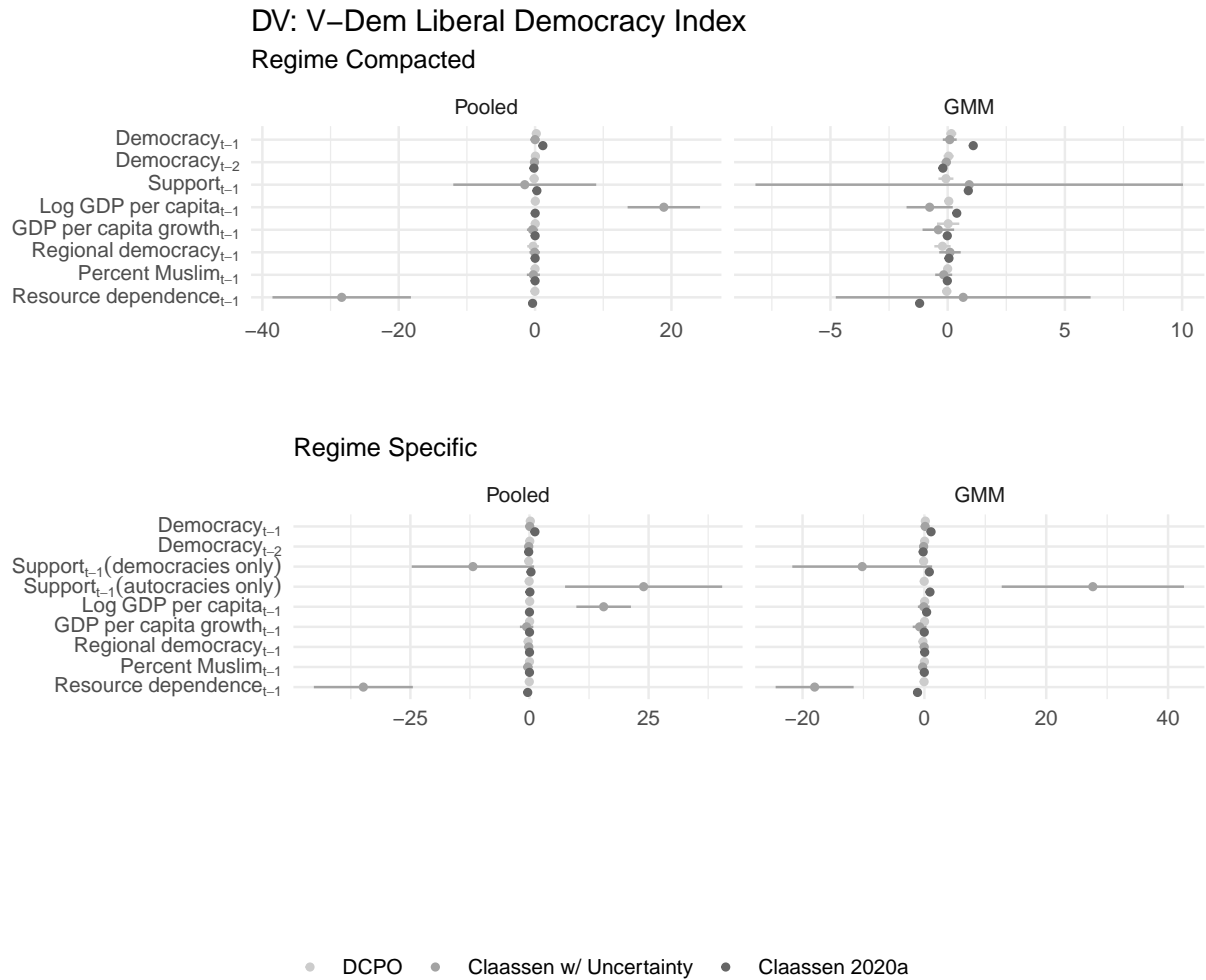 DV: V−Dem Liberal Democracy Index
Regime Compacted
Pooled GMM
Democracyt−1
Democracyt−2
Supportt−1
Log GDP per capitat−1
GDP per capita growtht−1
Regional democracyt−1
Percent Muslimt−1
Resource dependencet−1
−40 −20 0 20 −5 0 5 10
Regime Specific
Pooled GMM
Democracyt−1
Democracyt−2
Supportt−1(democracies only)
Supportt−1(autocracies only)
Log GDP per capitat−1
GDP per capita growtht−1
Regional democracyt−1
Percent Muslimt−1
Resource dependencet−1
−25 0 25 −20 0 20 40
DCPO Claassen w/ Uncertainty Claassen 2020a